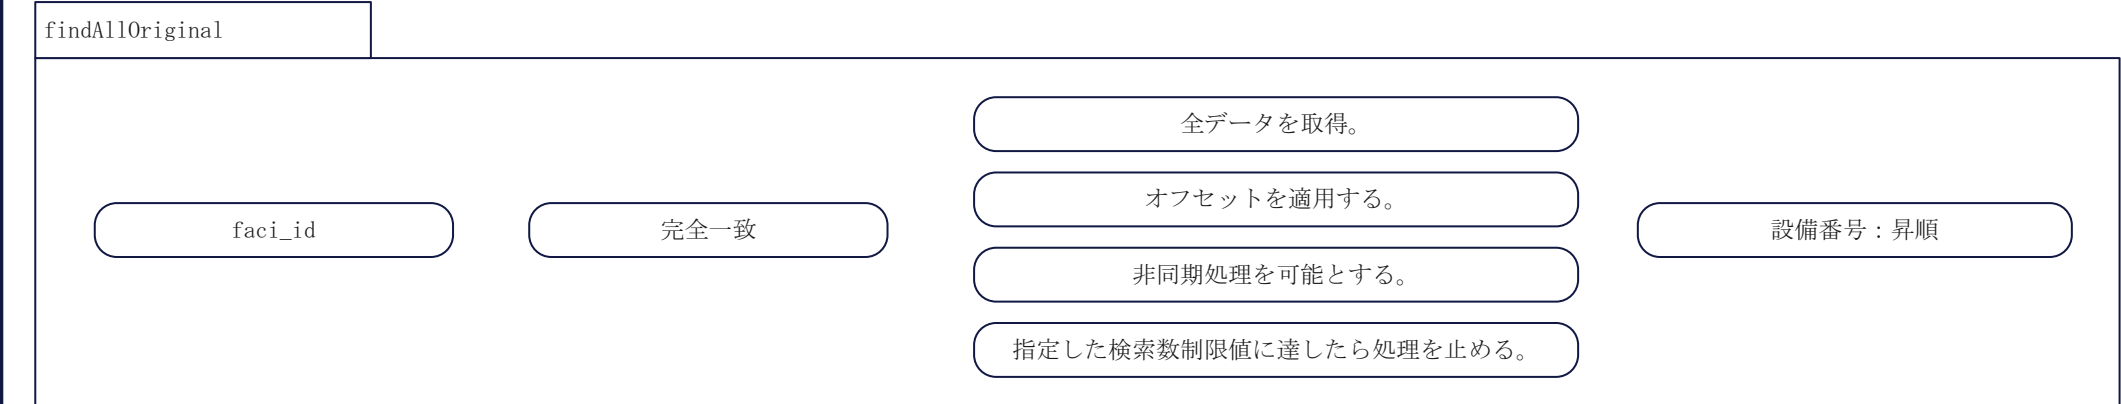 findAllOriginal
faci_id
完全一致
全データを取得。
オフセットを適用する。
非同期処理を可能とする。
指定した検索数制限値に達したら処理を止める。
設備番号：昇順